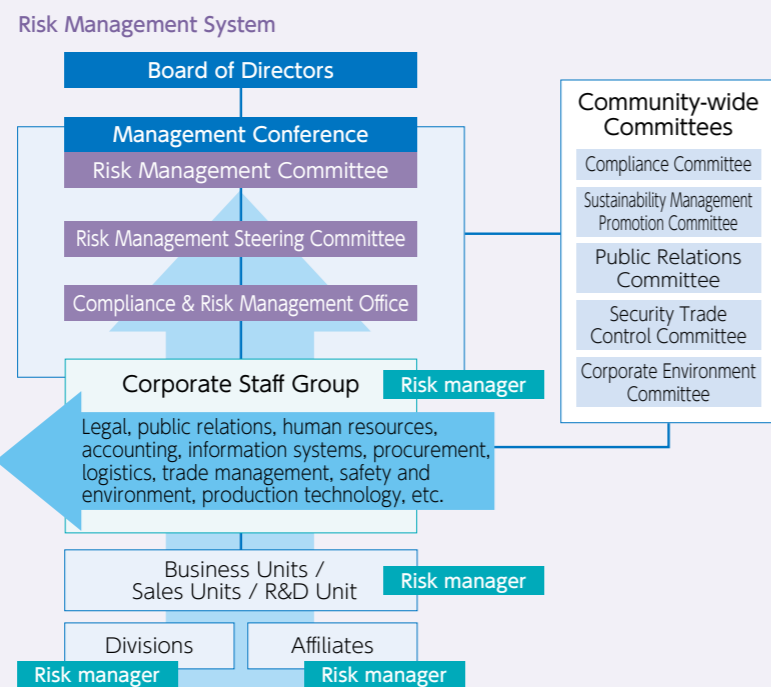 Risk Management System
Board of Directors
Management Conference
Risk Management Committee
Risk Management Steering Committee
Compliance & Risk Management Office
Corporate Staff Group
Risk manager
Legal, public relations, human resources,
accounting, information systems, procurement,
logistics, trade management, safety and
environment, production technology, etc.
Business Units /
Sales Units / R&D Unit
Risk manager
Divisions
Risk manager
Affiliates
Risk manager
Community-wide
Committees
Compliance Committee
Sustainability Management
Promotion Committee
Public Relations
Committee
Security Trade
Control Committee
Corporate Environment
Committee